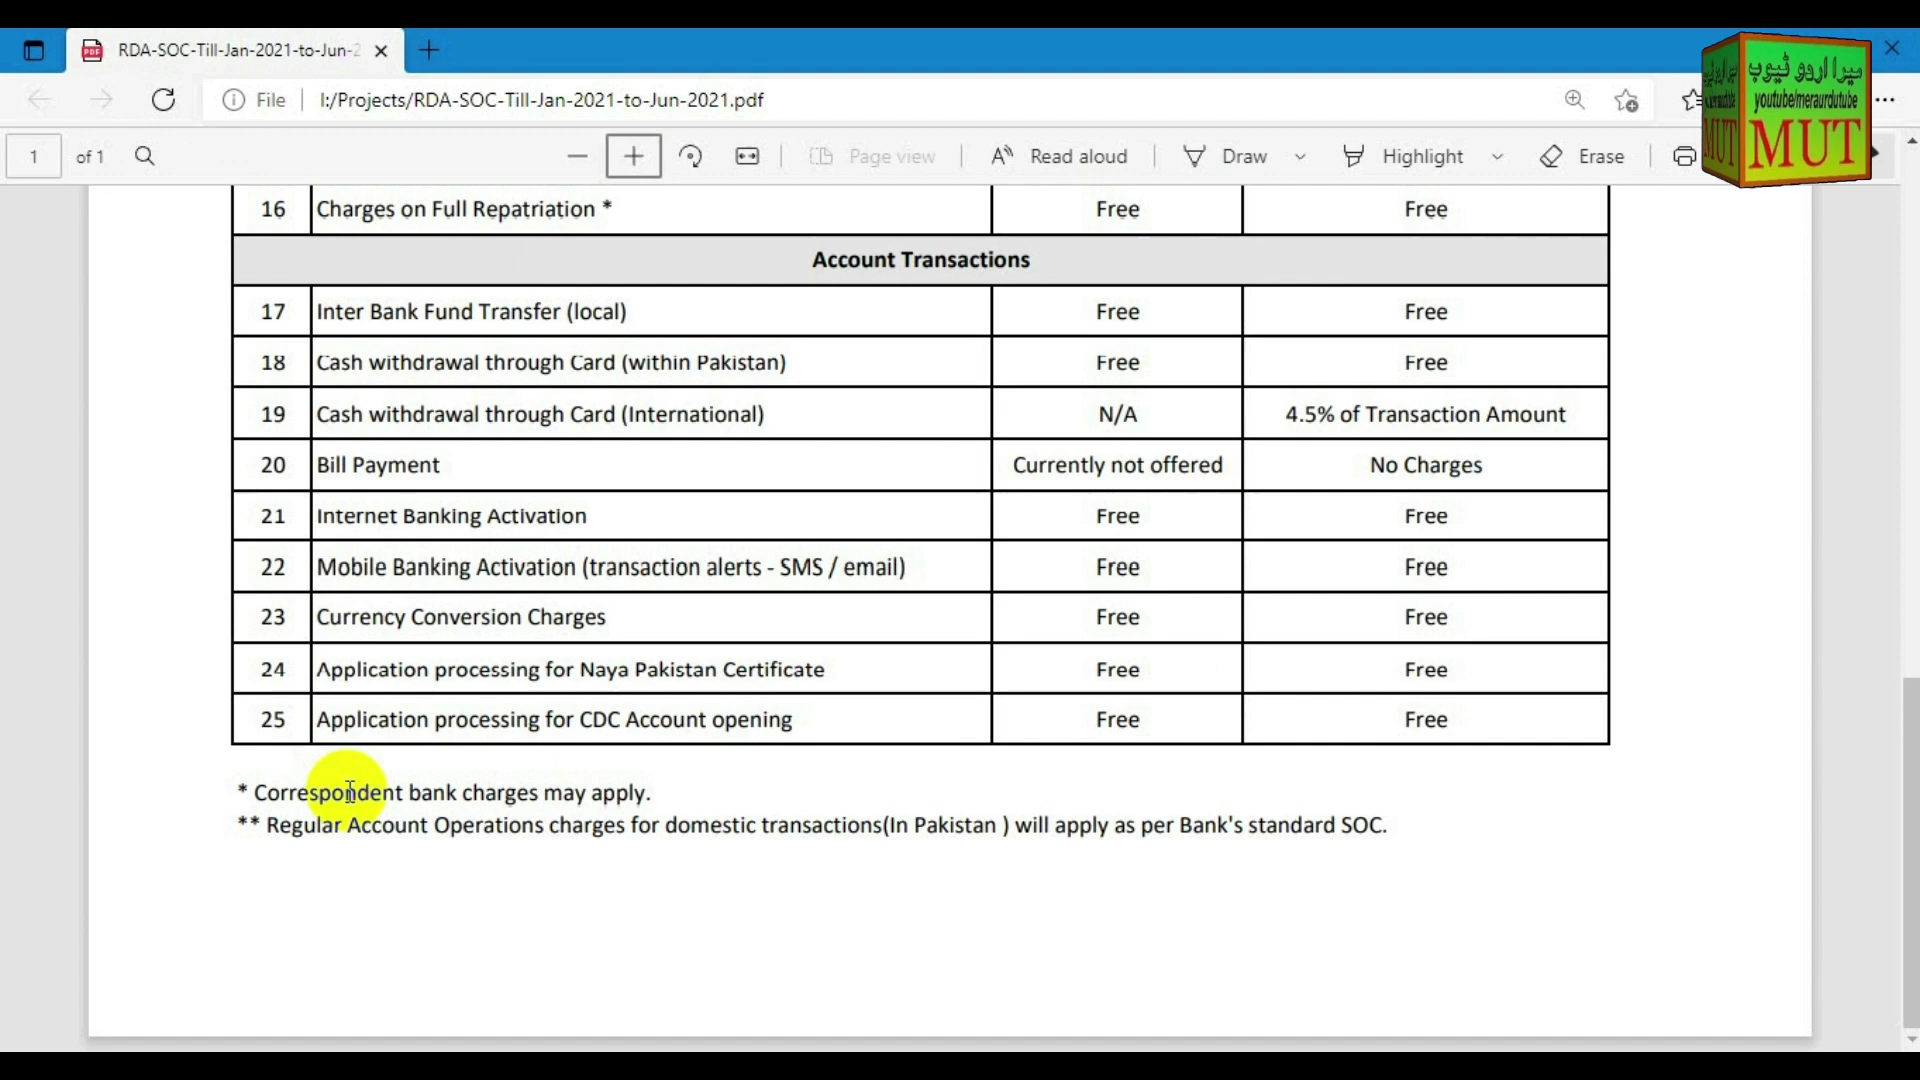 RDA-SOC-Till-Jan-2021-to-Jun-2
File I:/Projects/RDA-SOC-Till-Jan-2021-to-Jun-2021.pdf
1 of 1 Page view Read aloud Draw Highlight Erase
میرا اردو ٹیوب
youtube/meraurdutube
MUT
MUT
16 Charges on Full Repatriation * Free Free
Account Transactions
17 Inter Bank Fund Transfer (local) Free Free
18 Cash withdrawal through Card (within Pakistan) Free Free
19 Cash withdrawal through Card (International) N/A 4.5% of Transaction Amount
20 Bill Payment Currently not offered No Charges
21 Internet Banking Activation Free Free
22 Mobile Banking Activation (transaction alerts - SMS / email) Free Free
23 Currency Conversion Charges Free Free
24 Application processing for Naya Pakistan Certificate Free Free
25 Application processing for CDC Account opening Free Free
* Correspondent bank charges may apply.
** Regular Account Operations charges for domestic transactions(In Pakistan ) will apply as per Bank's standard SOC.